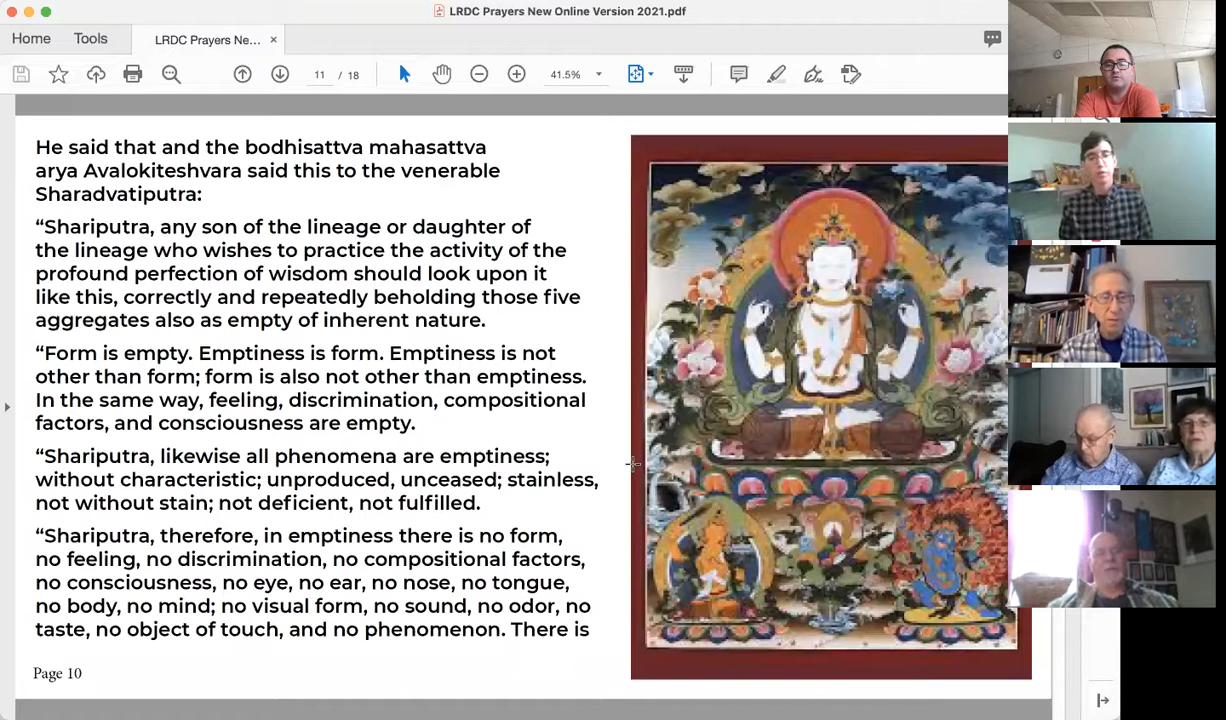 LRDC Prayers New Online Version 2021.pdf
Home
Tools
LRDC Prayers Ne... ×
11 / 18
41.5%
He said that and the bodhisattva mahasattva
arya Avalokiteshvara said this to the venerable
Sharadvatiputra:
“Shariputra, any son of the lineage or daughter of
the lineage who wishes to practice the activity of the
profound perfection of wisdom should look upon it
like this, correctly and repeatedly beholding those five
aggregates also as empty of inherent nature.
“Form is empty. Emptiness is form. Emptiness is not
other than form; form is also not other than emptiness.
In the same way, feeling, discrimination, compositional
factors, and consciousness are empty.
“Shariputra, likewise all phenomena are emptiness;
without characteristic; unproduced, unceased; stainless,
not without stain; not deficient, not fulfilled.
“Shariputra, therefore, in emptiness there is no form,
no feeling, no discrimination, no compositional factors,
no consciousness, no eye, no ear, no nose, no tongue,
no body, no mind; no visual form, no sound, no odor, no
taste, no object of touch, and no phenomenon. There is
Page 10